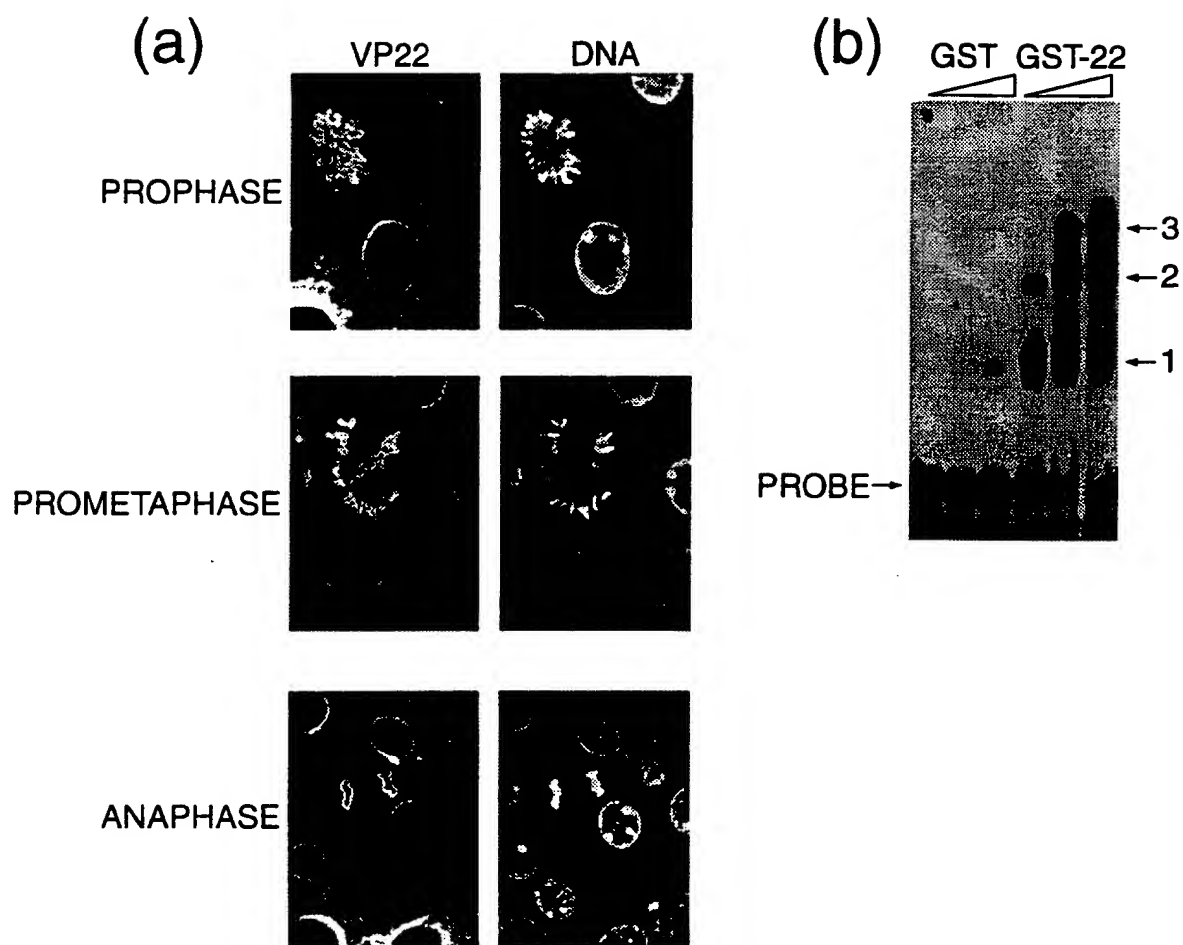 (a)
VP22 DNA
PROPHASE
PROMETAPHASE
ANAPHASE
(b)
GST GST-22
←3
←2
←1
PROBE→